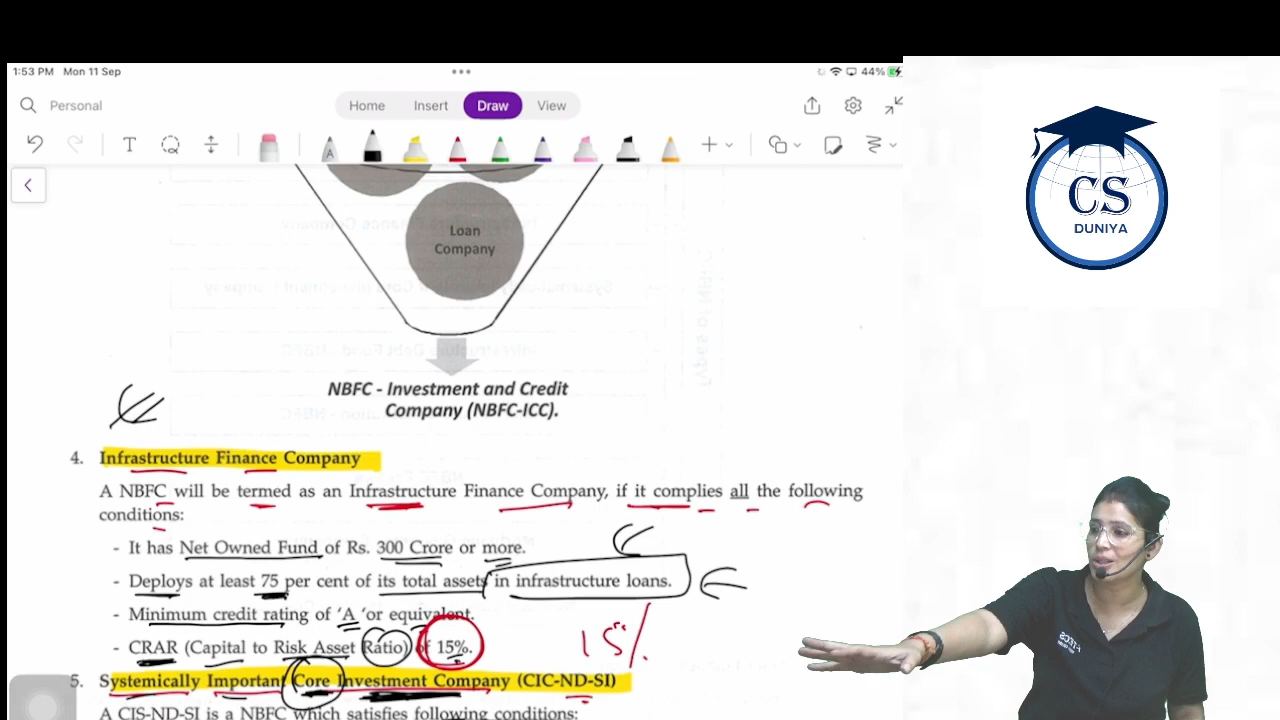 1:53 PM Mon 11 Sep
44%
Personal
Home Insert Draw View
Loan
Company
NBFC - Investment and Credit
Company (NBFC-ICC).
4. Infrastructure Finance Company
A NBFC will be termed as an Infrastructure Finance Company, if it complies all the following
conditions:
- It has Net Owned Fund of Rs. 300 Crore or more.
- Deploys at least 75 per cent of its total assets in infrastructure loans.
- Minimum credit rating of 'A 'or equivalent.
- CRAR (Capital to Risk Asset Ratio) of 15%.
15%
5. Systemically Important Core Investment Company (CIC-ND-SI)
A CIS-ND-SI is a NBFC which satisfies following conditions:
CS
DUNIYA